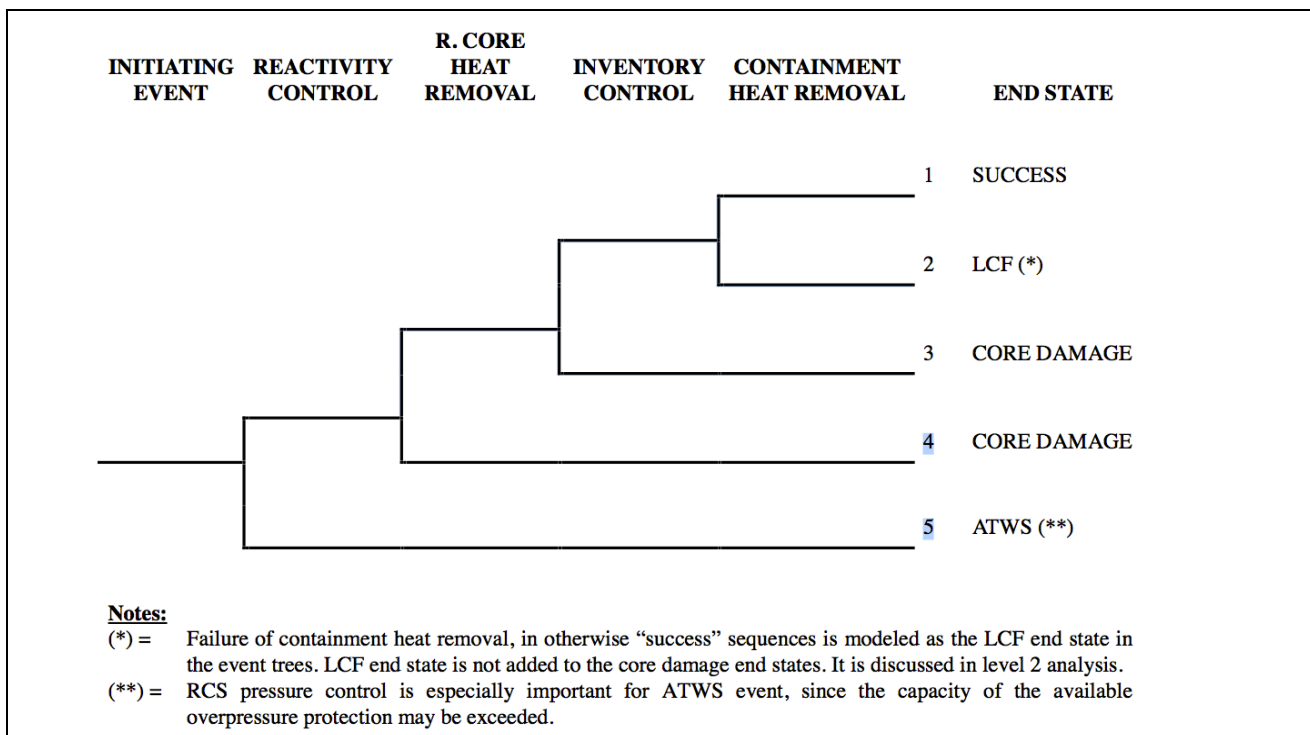 R. CORE
INITIATING REACTIVITY HEAT INVENTORY CONTAINMENT
EVENT CONTROL REMOVAL CONTROL HEAT REMOVAL END STATE
1 SUCCESS
2 LCF (*)
3 CORE DAMAGE
4 CORE DAMAGE
5 ATWS (**)
Notes:
(*) = Failure of containment heat removal, in otherwise “success” sequences is modeled as the LCF end state in
the event trees. LCF end state is not added to the core damage end states. It is discussed in level 2 analysis.
(**) = RCS pressure control is especially important for ATWS event, since the capacity of the available
overpressure protection may be exceeded.